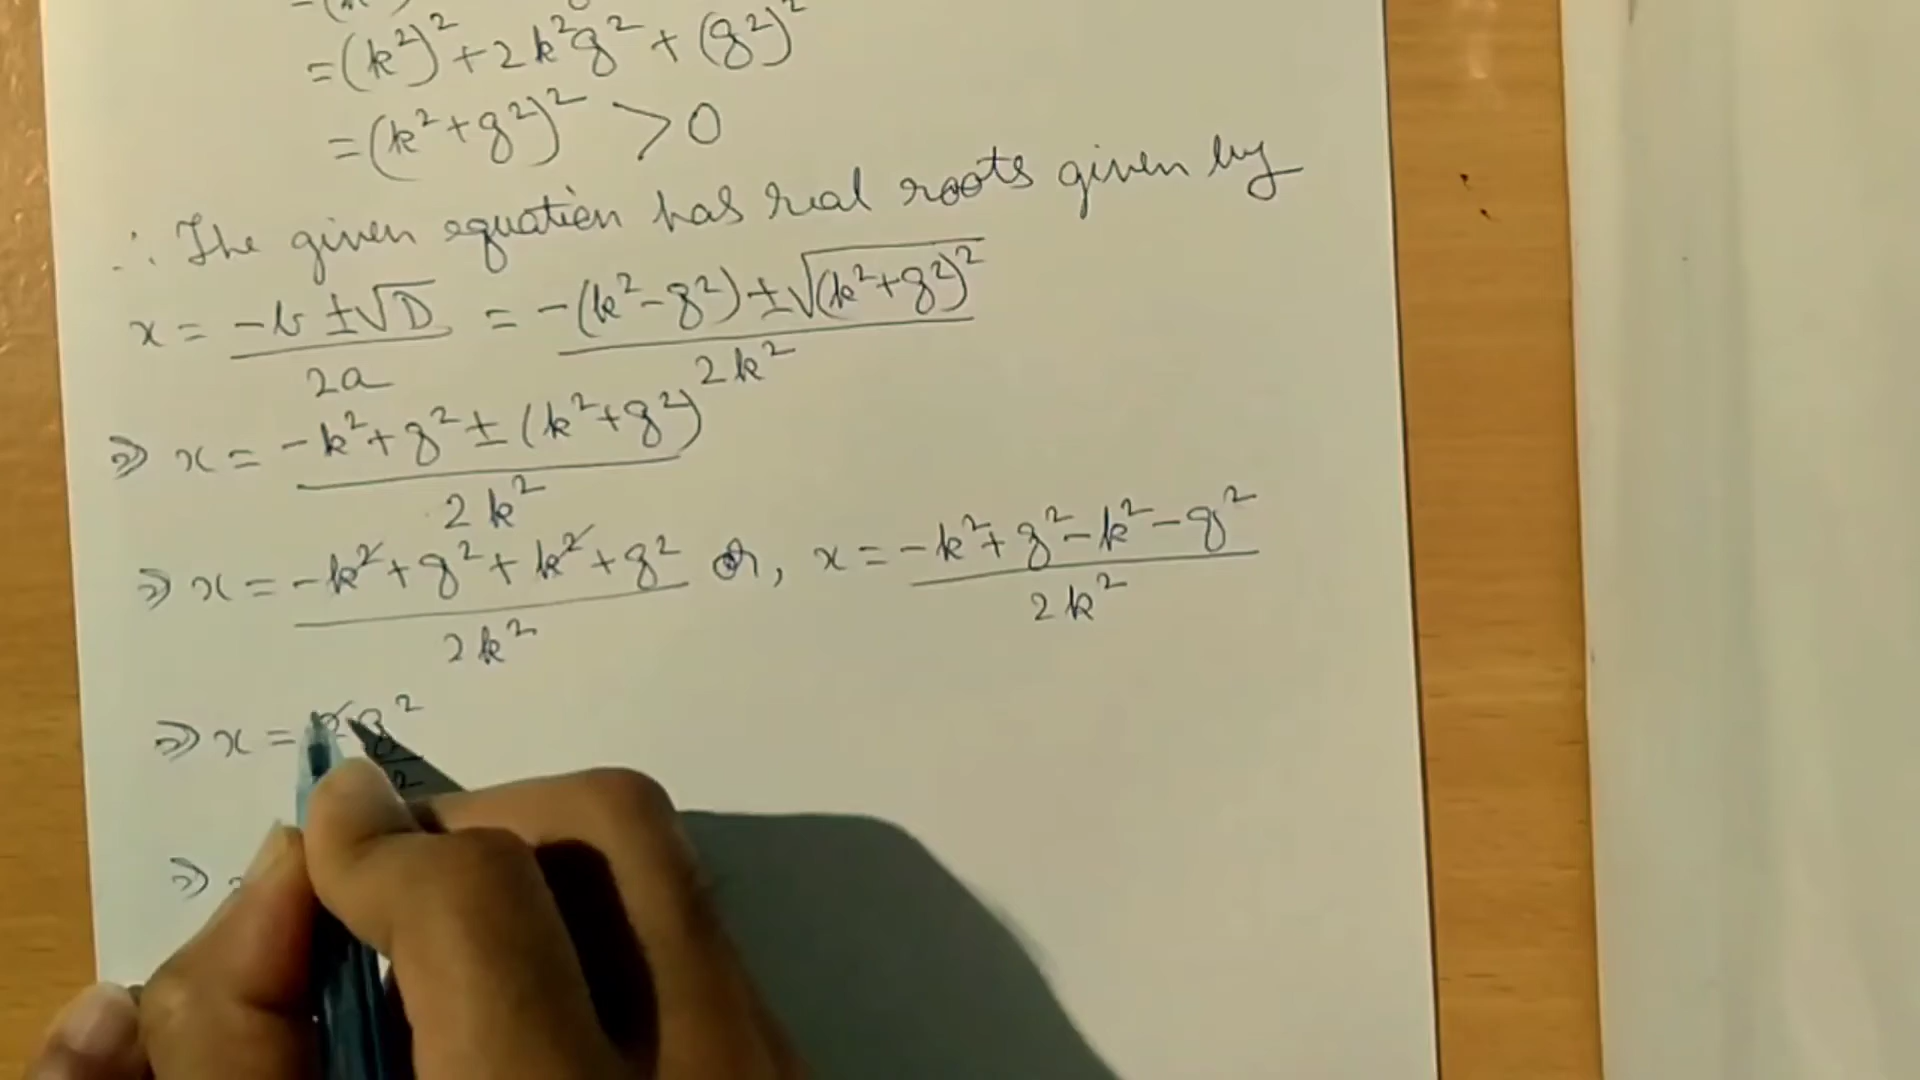 =(k²)²+2k²g²+(g²)²
=(k²+g²)² >0
∴ The given equation has real roots given by
x = -b ±√D / 2a = -(k²-g²)±√(k²+g²)² / 2k²
⇒ x = -k²+g²±(k²+g²) / 2k²
⇒ x = -k²+g²+k²+g² / 2k² or, x = -k²+g²-k²-g² / 2k²
⇒ x = 2g²
⇒